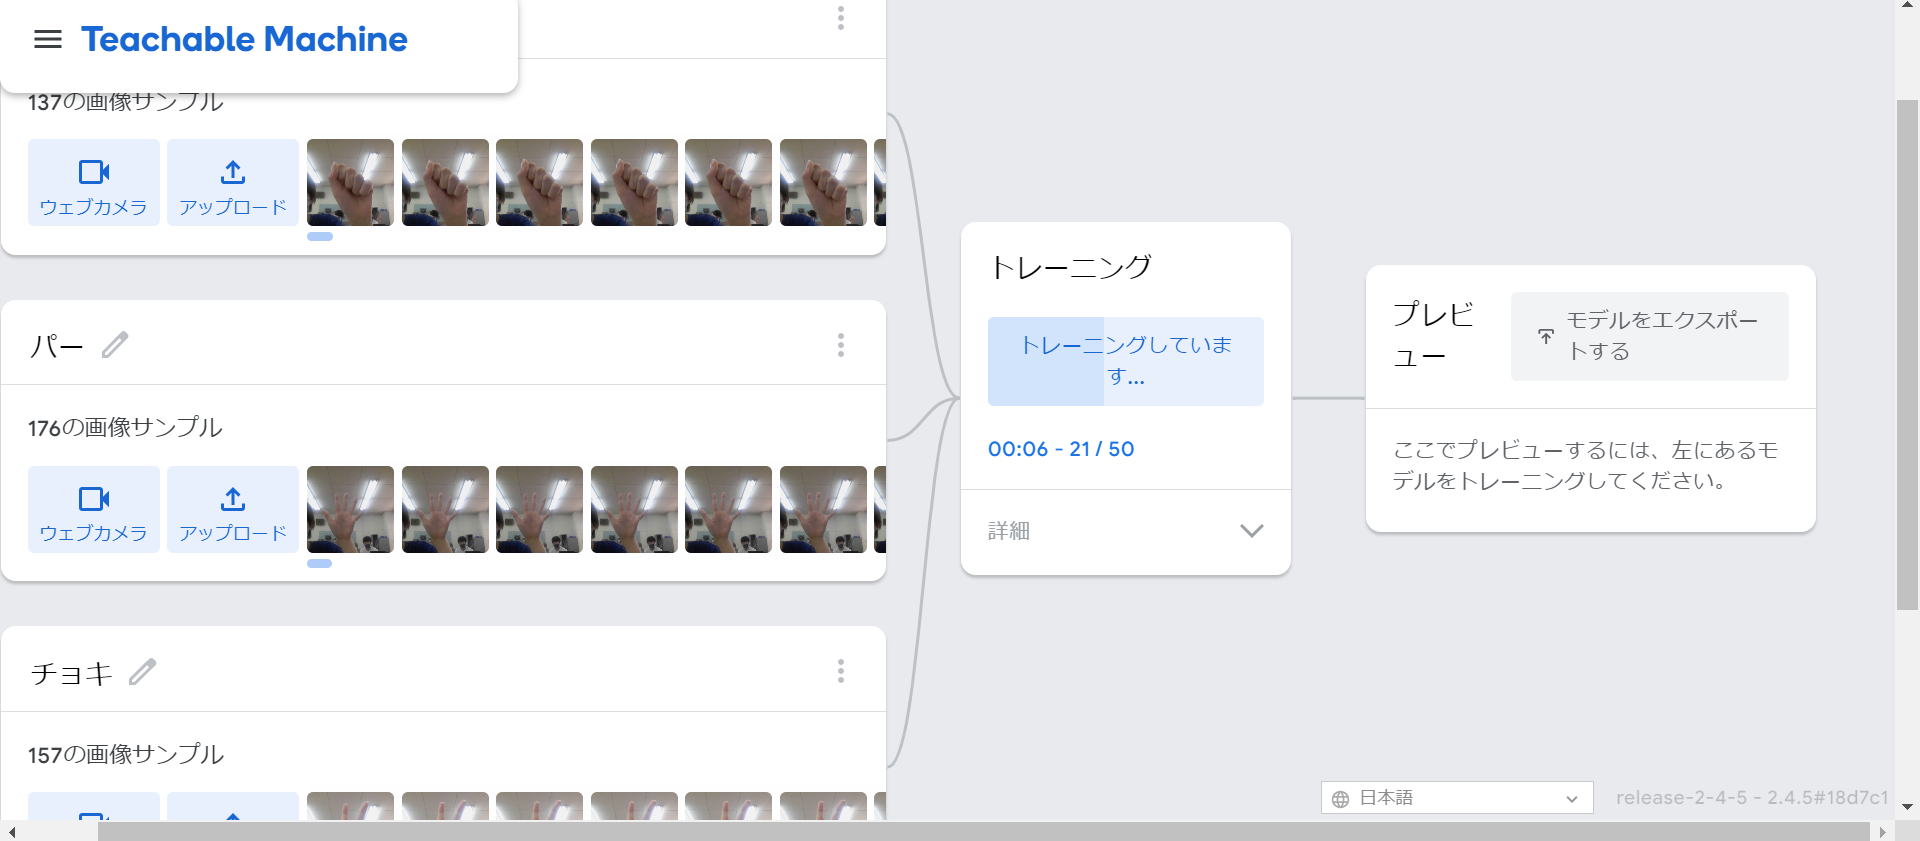 Teachable Machine
137の画像サンプル
ウェブカメラ
アップロード
パー
176の画像サンプル
ウェブカメラ
アップロード
チョキ
157の画像サンプル
トレーニング
トレーニングしていま
す...
00:06 - 21 / 50
詳細
プレビ
ュー
モデルをエクスポー
トする
ここでプレビューするには、左にあるモ
デルをトレーニングしてください。
日本語
release-2-4-5 - 2.4.5#18d7c1